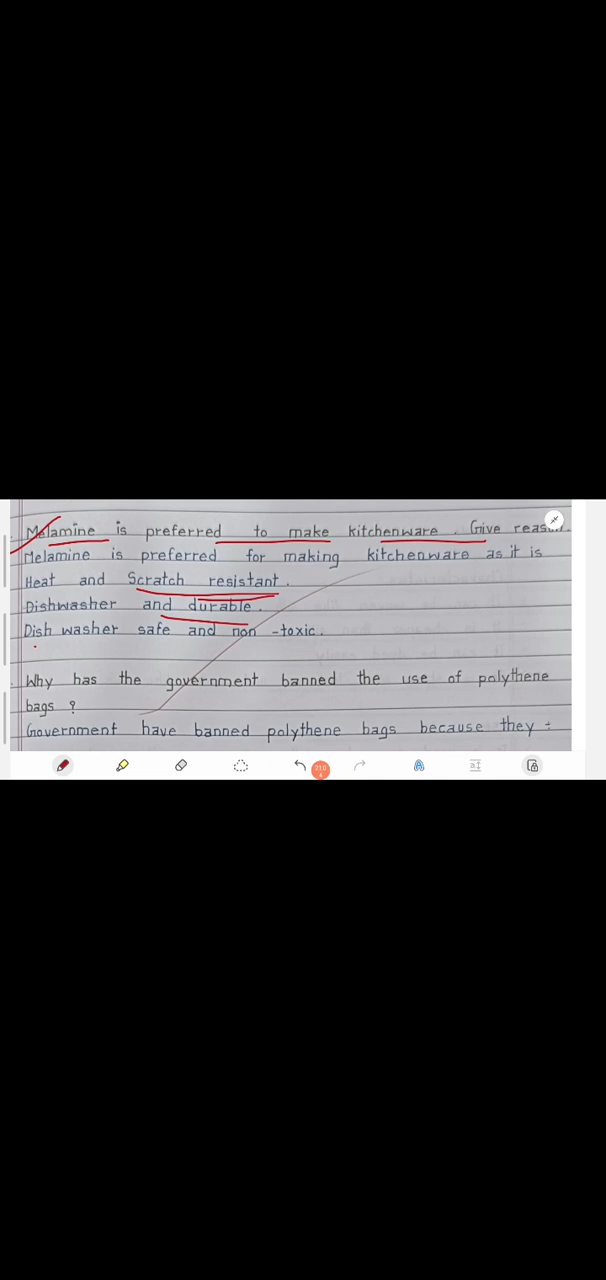 Melamine is preferred to make kitchenware. Give reason.
Melamine is preferred for making kitchenware as it is
Heat and Scratch resistant.
Dishwasher and durable.
Dish washer safe and non-toxic.
Why has the government banned the use of polythene
bags ?
Government have banned polythene bags because they :